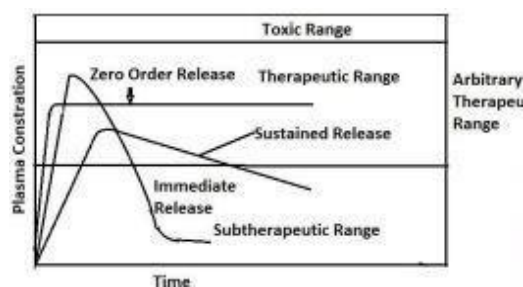 Toxic Range
Zero Order Release
Therapeutic Range
Arbitrary
Therapeu
Range
Sustained Release
Immediate
Release
Subtherapeutic Range
Plasma Constration
Time